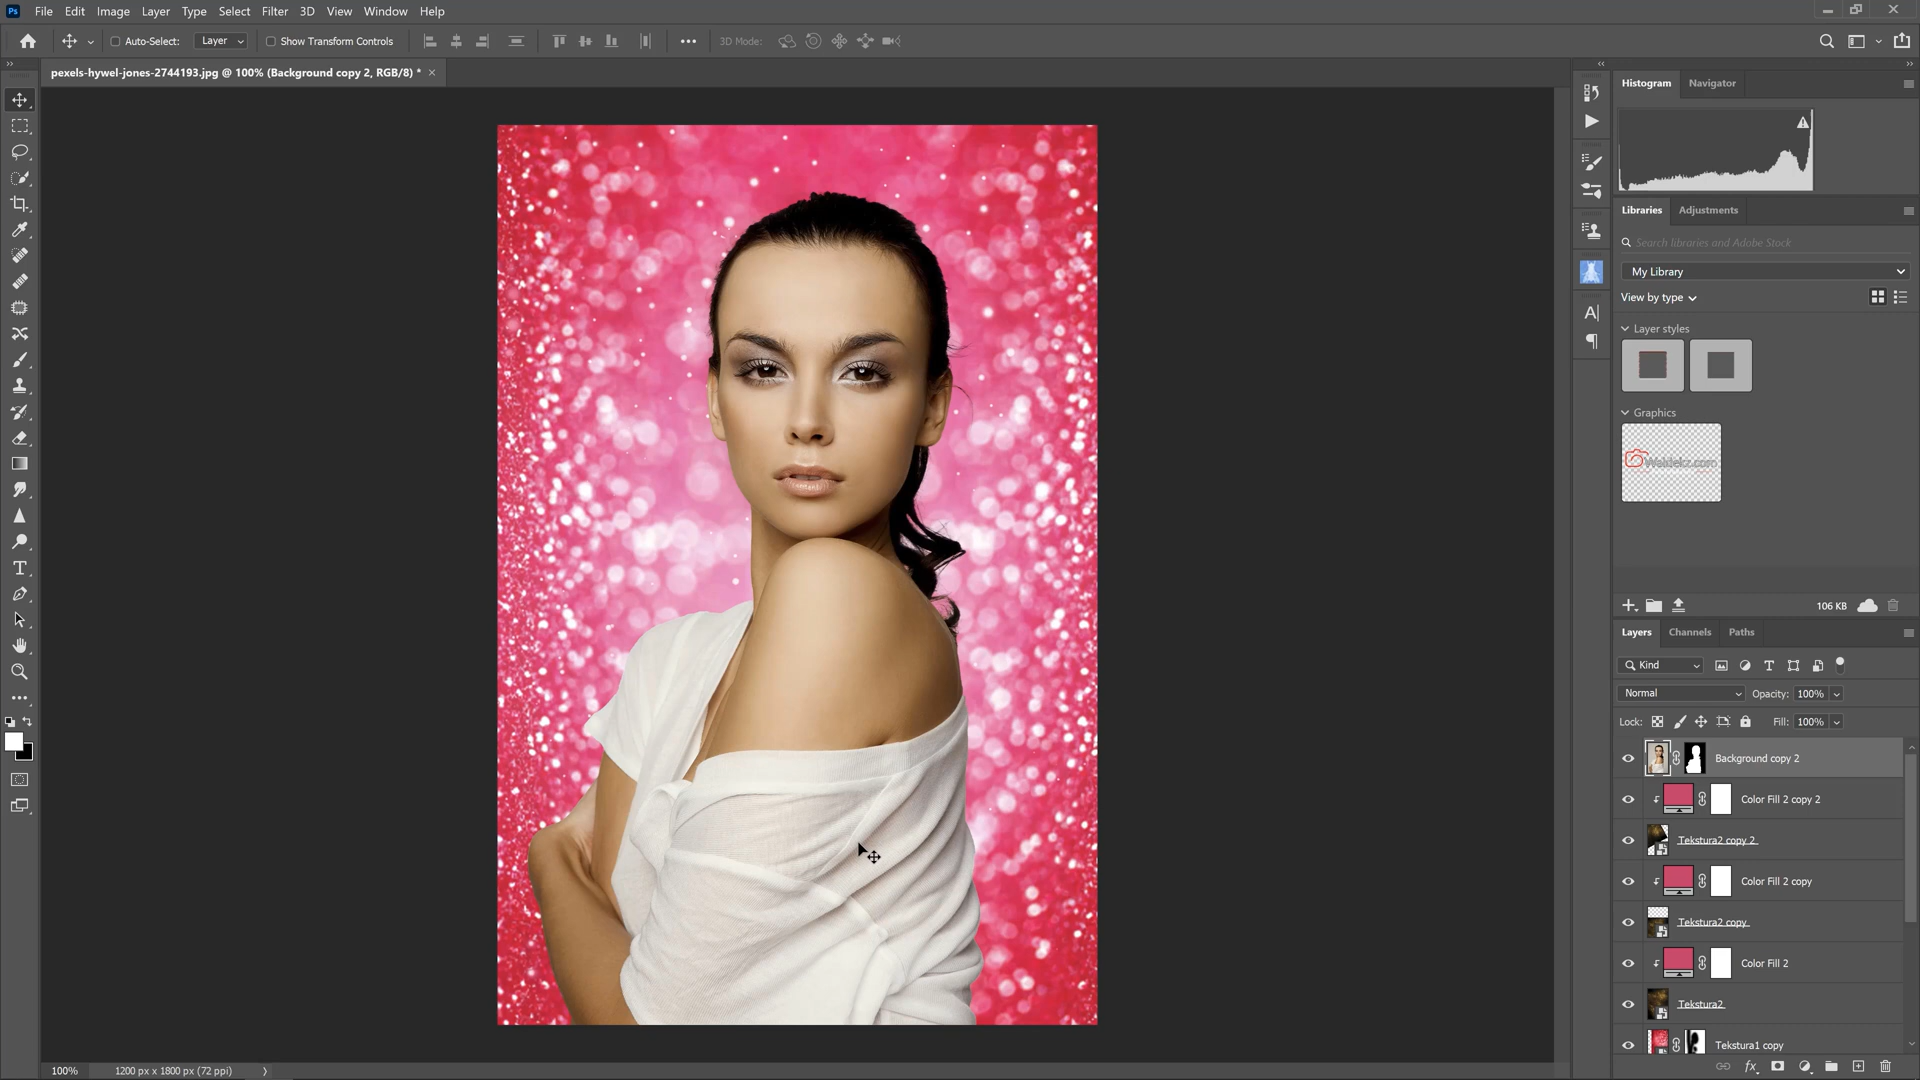 Ps File Edit Image Layer Type Select Filter 3D View Window Help
Auto-Select: Layer Show Transform Controls 3D Mode:
pexels-hywel-jones-2744193.jpg @ 100% (Background copy 2, RGB/8) * ×
Histogram Navigator
Libraries Adjustments
Search libraries and Adobe Stock
My Library
View by type
Layer styles
Graphics
106 KB
Layers Channels Paths
Kind
Normal Opacity: 100%
Lock: Fill: 100%
Background copy 2
Color Fill 2 copy 2
Tekstura2 copy 2
Color Fill 2 copy
Tekstura2 copy
Color Fill 2
Tekstura2
Tekstura1 copy
100% 1200 px x 1800 px (72 ppi)